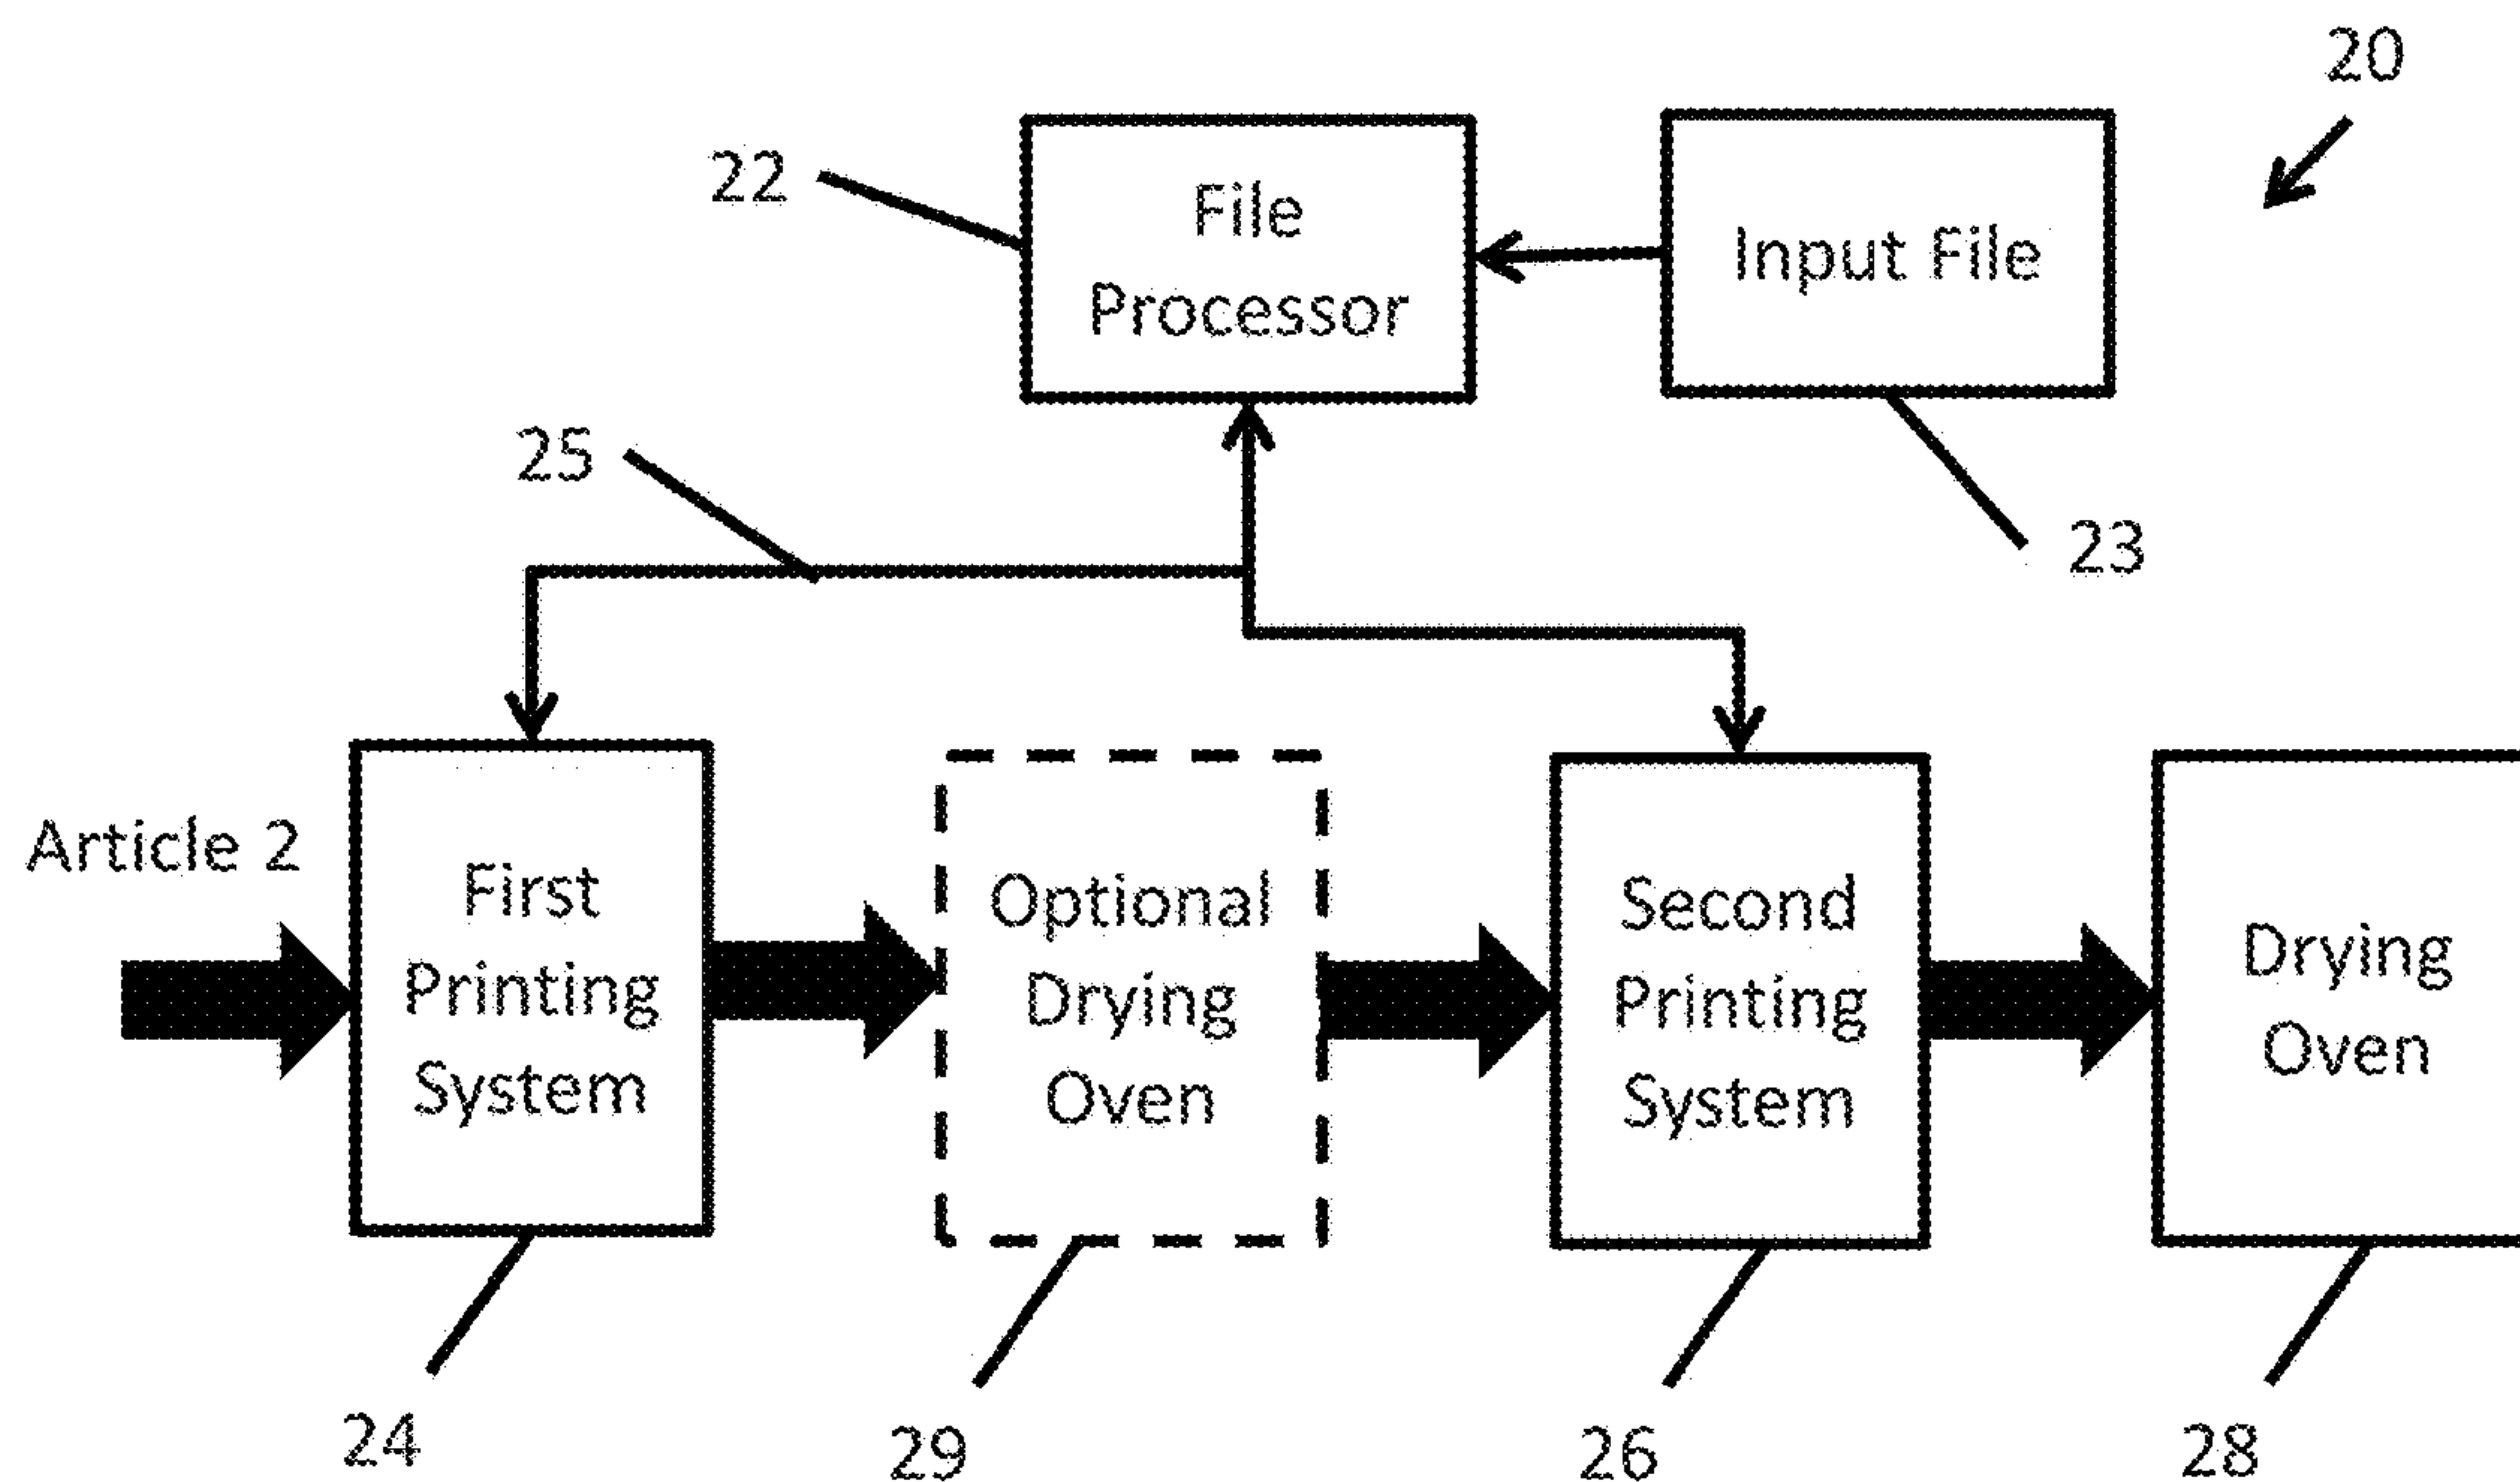 20
22
File
Processor
Input File
25
23
Article 2
First
Printing
System
Optional
Drying
Oven
Second
Printing
System
Drying
Oven
24
29
26
28